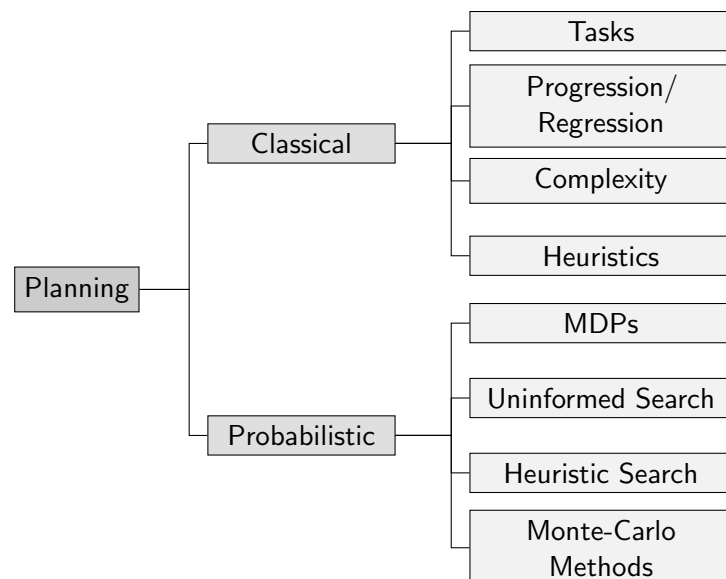 Planning
Classical
Tasks
Progression/
Regression
Complexity
Heuristics
Probabilistic
MDPs
Uninformed Search
Heuristic Search
Monte-Carlo
Methods